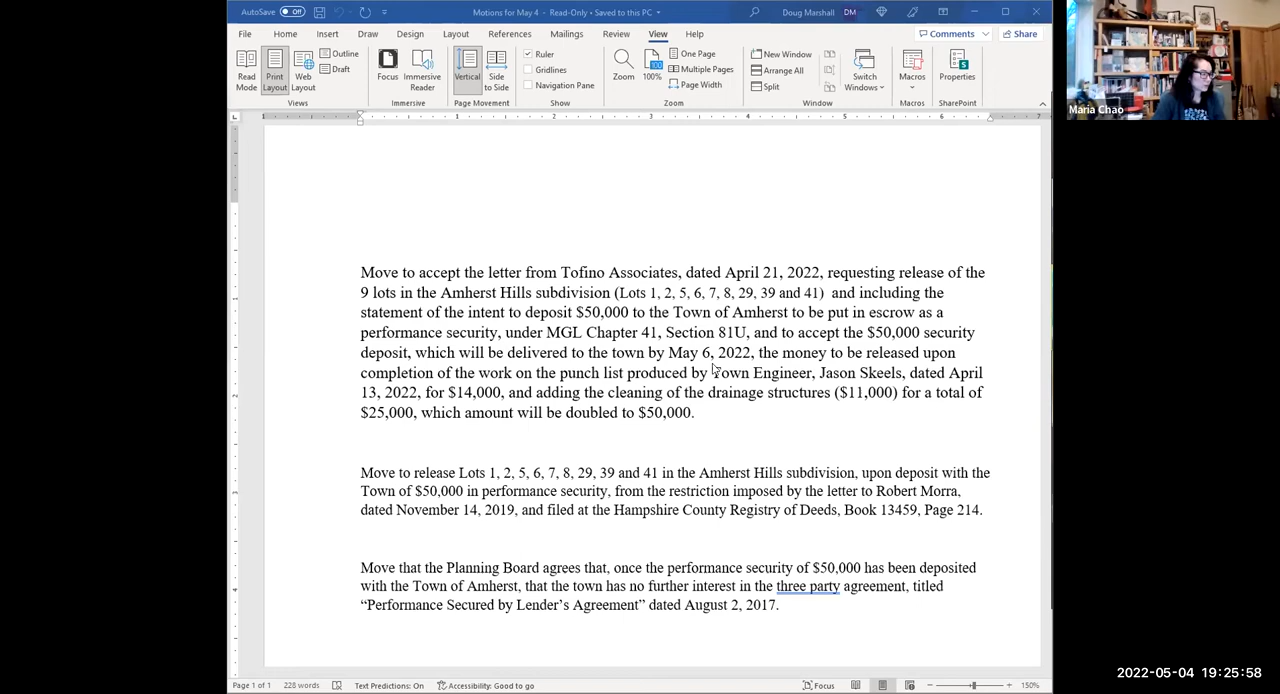 AutoSave Off Motions for May 4 - Read-Only • Saved to this PC Doug Marshall DM
File Home Insert Draw Design Layout References Mailings Review View Help Comments Share
Read Mode Print Layout Web Layout Outline Draft Focus Immersive Reader Vertical Side to Side Ruler Gridlines Navigation Pane Zoom 100% One Page Multiple Pages Page Width New Window Arrange All Split Switch Windows Macros Properties
Views Immersive Page Movement Show Zoom Window Macros SharePoint
Maria Chao
1 1 2 3 4 5 6 7
Move to accept the letter from Tofino Associates, dated April 21, 2022, requesting release of the
9 lots in the Amherst Hills subdivision (Lots 1, 2, 5, 6, 7, 8, 29, 39 and 41) and including the
statement of the intent to deposit $50,000 to the Town of Amherst to be put in escrow as a
performance security, under MGL Chapter 41, Section 81U, and to accept the $50,000 security
deposit, which will be delivered to the town by May 6, 2022, the money to be released upon
completion of the work on the punch list produced by Town Engineer, Jason Skeels, dated April
13, 2022, for $14,000, and adding the cleaning of the drainage structures ($11,000) for a total of
$25,000, which amount will be doubled to $50,000.
Move to release Lots 1, 2, 5, 6, 7, 8, 29, 39 and 41 in the Amherst Hills subdivision, upon deposit with the
Town of $50,000 in performance security, from the restriction imposed by the letter to Robert Morra,
dated November 14, 2019, and filed at the Hampshire County Registry of Deeds, Book 13459, Page 214.
Move that the Planning Board agrees that, once the performance security of $50,000 has been deposited
with the Town of Amherst, that the town has no further interest in the three party agreement, titled
“Performance Secured by Lender’s Agreement” dated August 2, 2017.
Page 1 of 1 228 words Text Predictions: On Accessibility: Good to go Focus 150%
2022-05-04 19:25:58